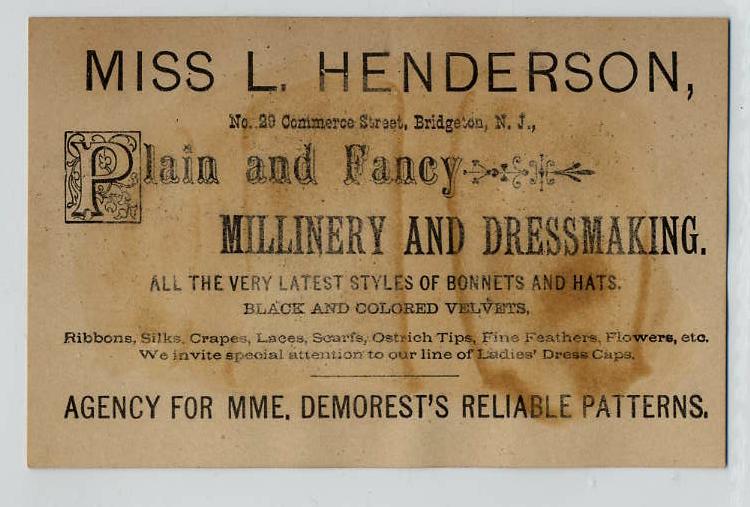 MISS L. HENDERSON,
No. 29 Commerce Street, Bridgeton, N. J.,
Plain and Fancy
MILLINERY AND DRESSMAKING.
ALL THE VERY LATEST STYLES OF BONNETS AND HATS.
BLACK AND COLORED VELVETS,
Ribbons, Silks, Crapes, Laces, Scarfs, Ostrich Tips, Fine Feathers, Flowers, etc.
We invite special attention to our line of Ladies' Dress Caps.
AGENCY FOR MME. DEMOREST'S RELIABLE PATTERNS.